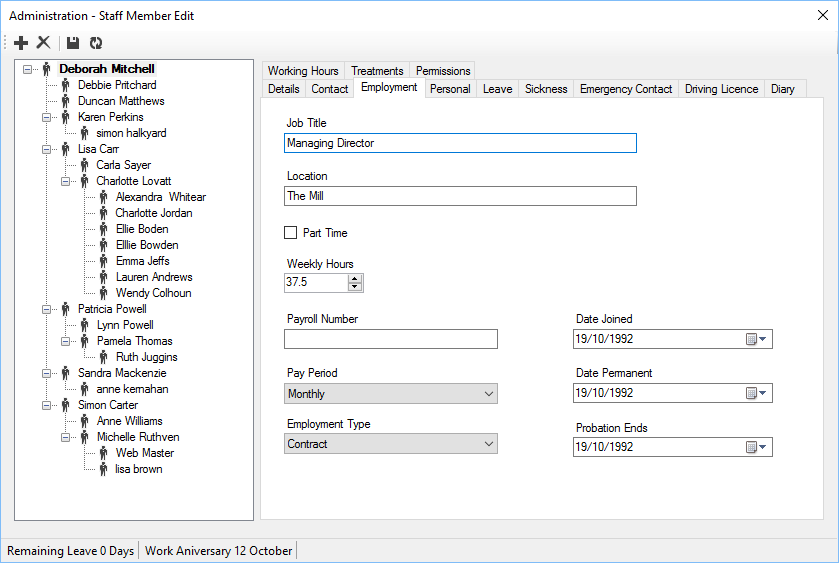 Administration - Staff Member Edit
Deborah Mitchell
Debbie Pritchard
Duncan Matthews
Karen Perkins
simon halkyard
Lisa Carr
Carla Sayer
Charlotte Lovatt
Alexandra Whitear
Charlotte Jordan
Ellie Boden
Elllie Bowden
Emma Jeffs
Lauren Andrews
Wendy Colhoun
Patricia Powell
Lynn Powell
Pamela Thomas
Ruth Juggins
Sandra Mackenzie
anne kernahan
Simon Carter
Anne Williams
Michelle Ruthven
Web Master
lisa brown
Working Hours Treatments Permissions
Details Contact Employment Personal Leave Sickness Emergency Contact Driving Licence Diary
Job Title
Managing Director
Location
The Mill
Part Time
Weekly Hours
37.5
Payroll Number Date Joined
19/10/1992
Pay Period Date Permanent
Monthly 19/10/1992
Employment Type Probation Ends
Contract 19/10/1992
Remaining Leave 0 Days Work Aniversary 12 October